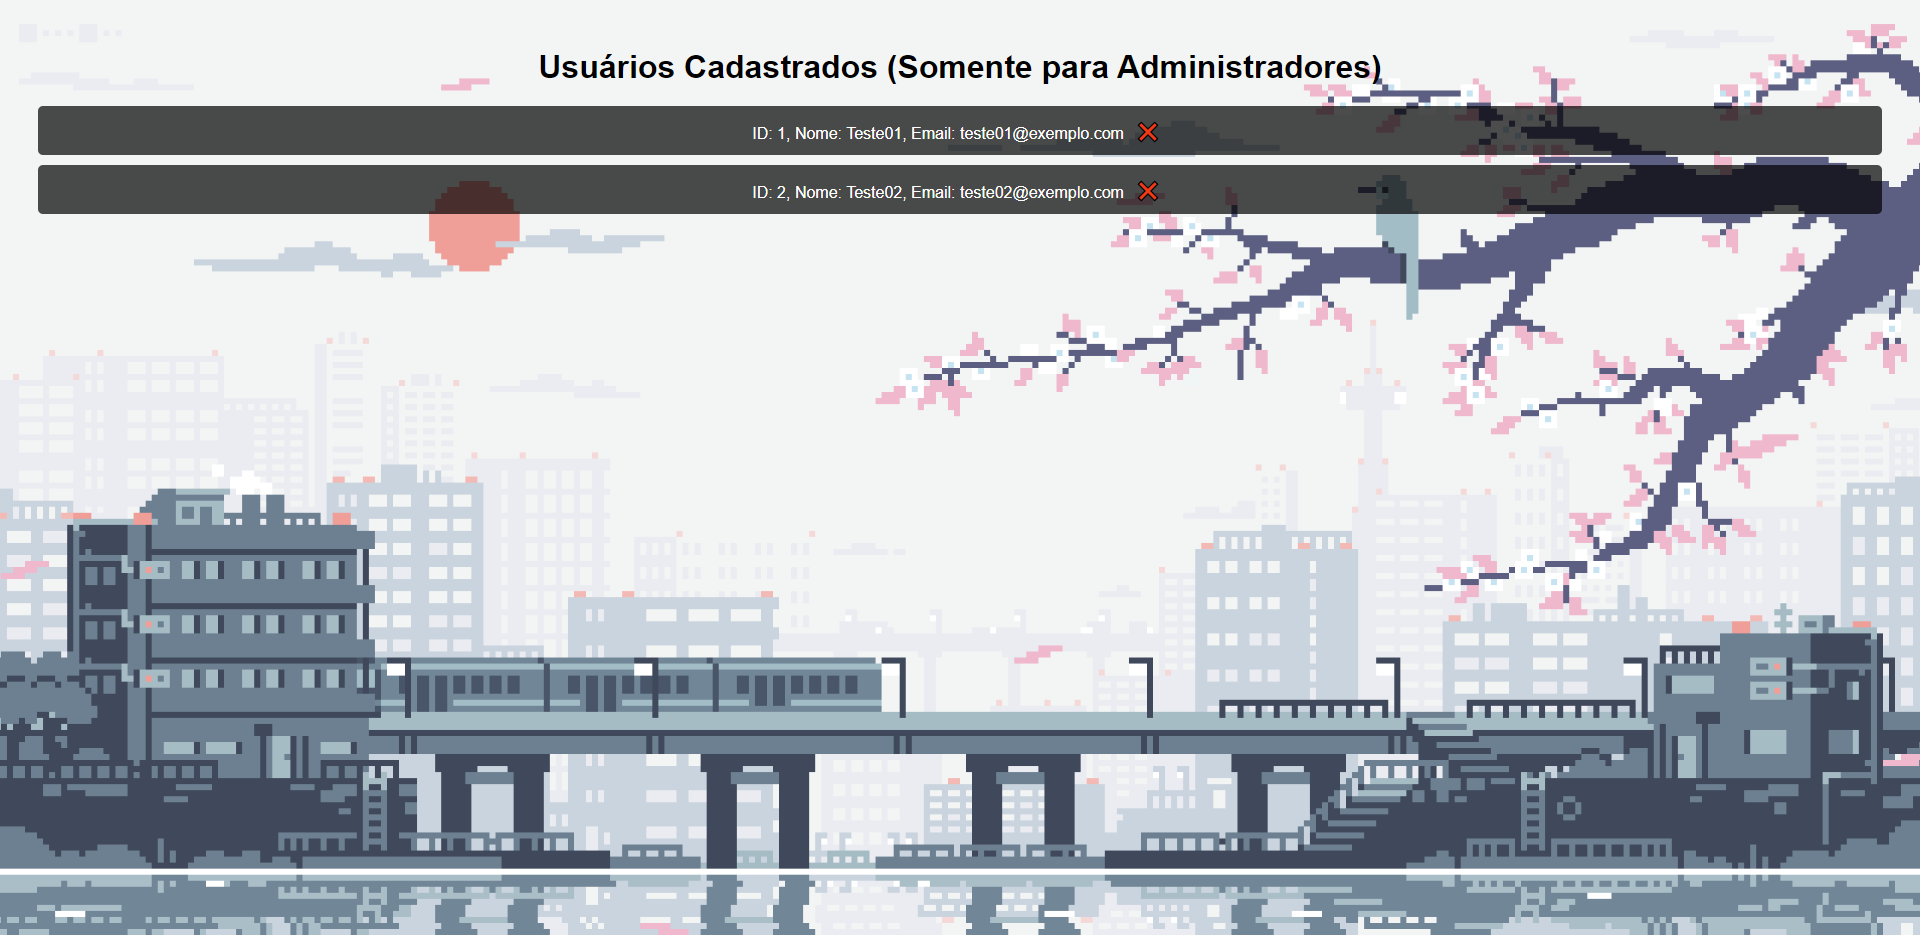 Usuários Cadastrados (Somente para Administradores)
ID: 1, Nome: Teste01, Email: teste01@exemplo.com
ID: 2, Nome: Teste02, Email: teste02@exemplo.com